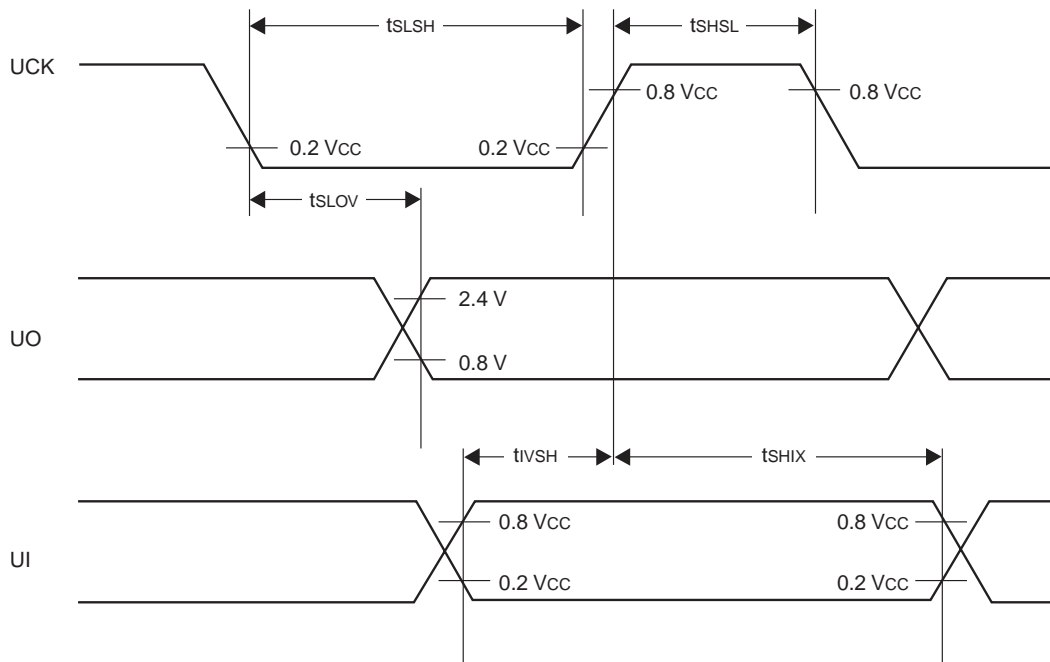 tSLSH tSHSL
UCK
0.8 VCC 0.8 VCC
0.2 VCC 0.2 VCC
tSLOV
2.4 V
UO
0.8 V
tIVSH tSHIX
0.8 VCC 0.8 VCC
UI
0.2 VCC 0.2 VCC